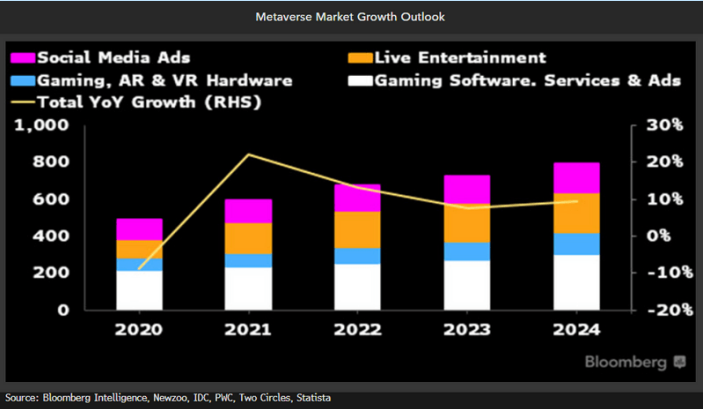 Metaverse Market Growth Outlook
Social Media Ads Live Entertainment
Gaming, AR & VR Hardware Gaming Software. Services & Ads
Total YoY Growth (RHS)
1,000 30%
800 20%
600 10%
400 0%
200 -10%
0 -20%
2020 2021 2022 2023 2024
Bloomberg
Source: Bloomberg Intelligence, Newzoo, IDC, PWC, Two Circles, Statista